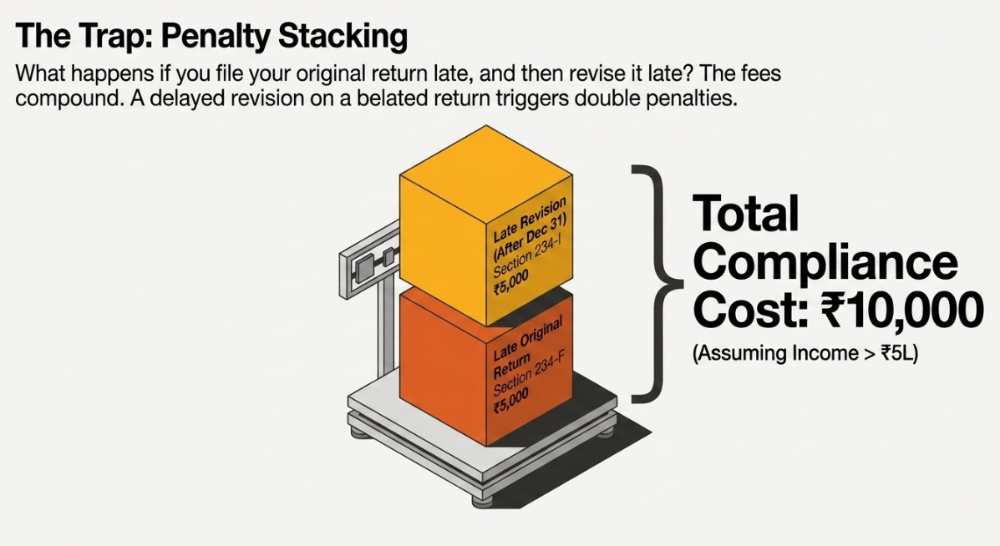 The Trap: Penalty Stacking
What happens if you file your original return late, and then revise it late? The fees
compound. A delayed revision on a belated return triggers double penalties.
Late Revision
(After Dec 31)
Section 234-I
₹5,000
Late Original
Return
Section 234-F
₹5,000
Total
Compliance
Cost: ₹10,000
(Assuming Income > ₹5L)